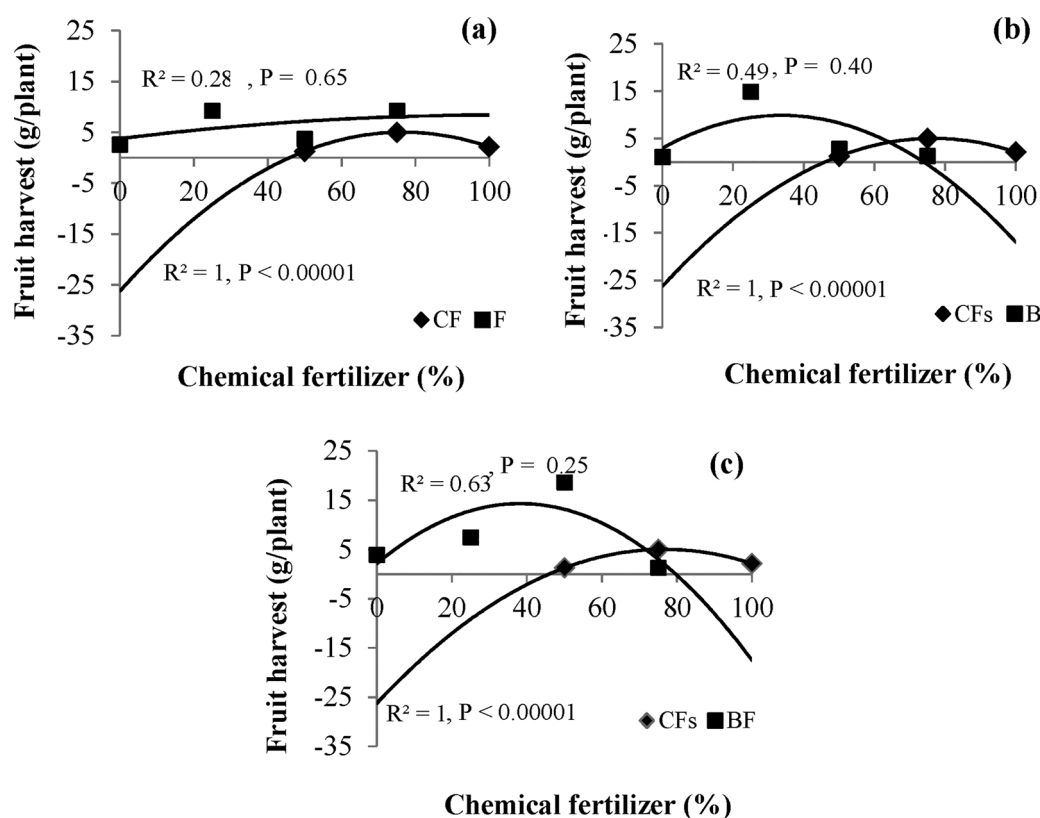 (a)
25
15
5
-5
-15
-25
-35
0 20 40 60 80 100
R² = 0.28 , P = 0.65
R² = 1, P < 0.00001
CF F
Fruit harvest (g/plant)
Chemical fertilizer (%)
(b)
25
15
5
-5
-15
-25
-35
0 20 40 60 80 100
R² = 0.49 , P = 0.40
R² = 1, P < 0.00001
CFs B
Fruit harvest (g/plant)
Chemical fertilizer (%)
(c)
25
15
5
-5
-15
-25
-35
0 20 40 60 80 100
R² = 0.63 , P = 0.25
R² = 1, P < 0.00001
CFs BF
Fruit harvest (g/plant)
Chemical fertilizer (%)